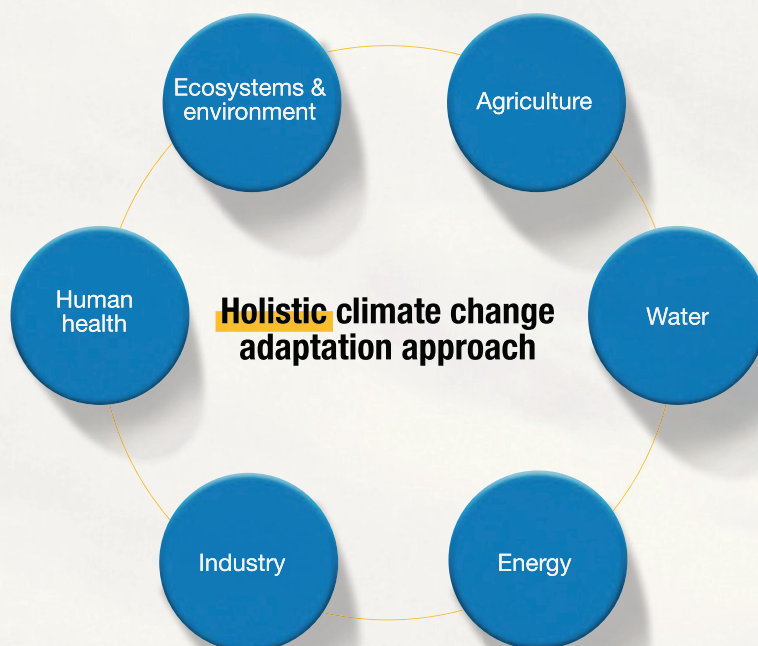 Ecosystems &
environment
Agriculture
Human
health
Holistic climate change
adaptation approach
Water
Industry
Energy